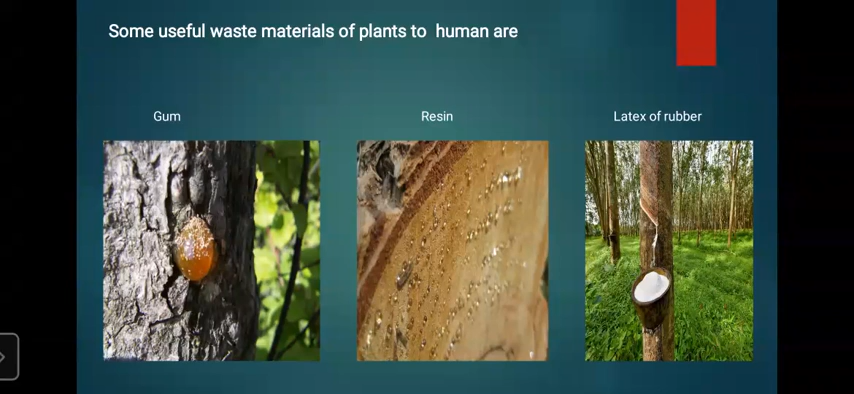 Some useful waste materials of plants to human are
Gum
Resin
Latex of rubber